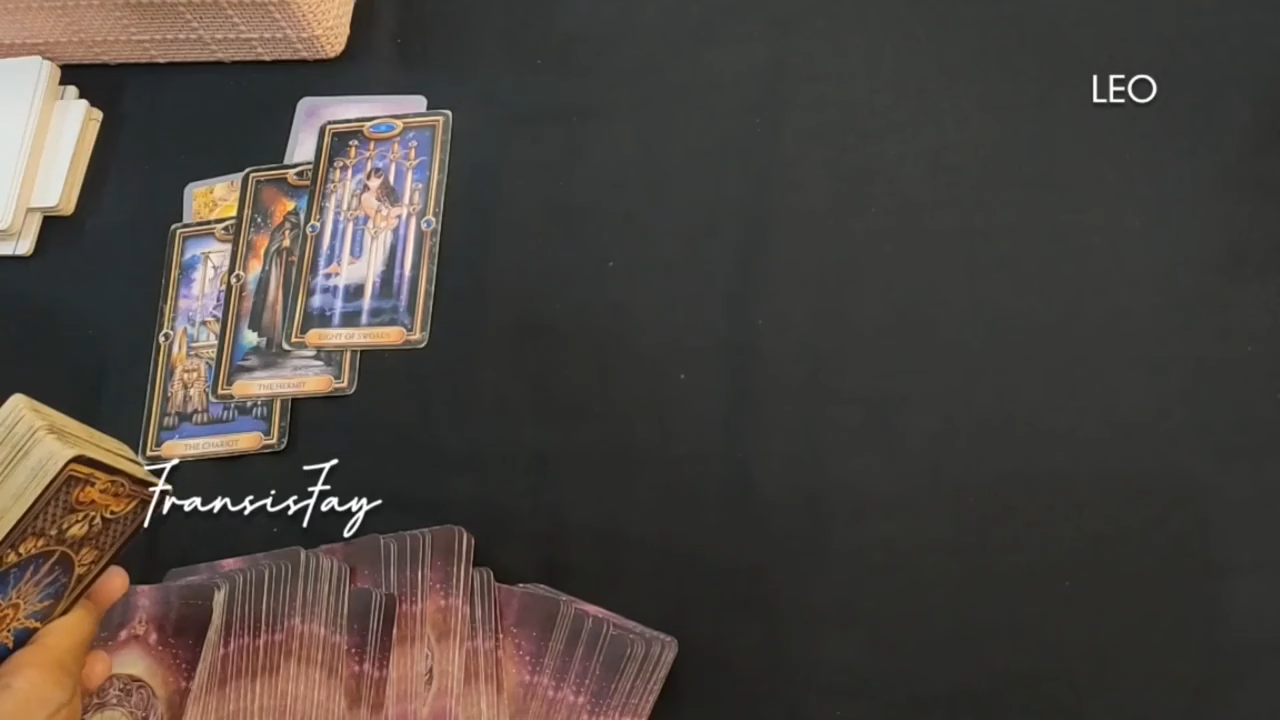 LEO
EIGHT OF SWORDS
THE HERMIT
THE CHARIOT
FransisFay